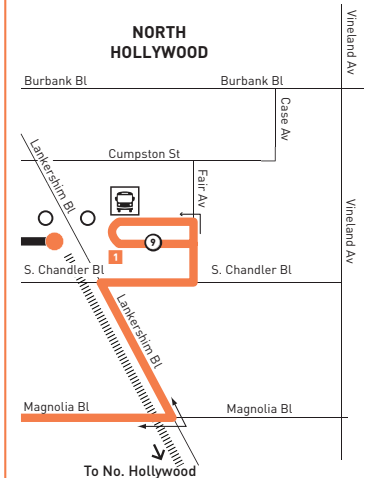 NORTH
HOLLYWOOD
Vineland Av
Burbank Bl
Burbank Bl
Case Av
Lankershim Bl
Cumpston St
Fair Av
Vineland Av
9
1
S. Chandler Bl
S. Chandler Bl
Lankershim Bl
Magnolia Bl
Magnolia Bl
To No. Hollywood